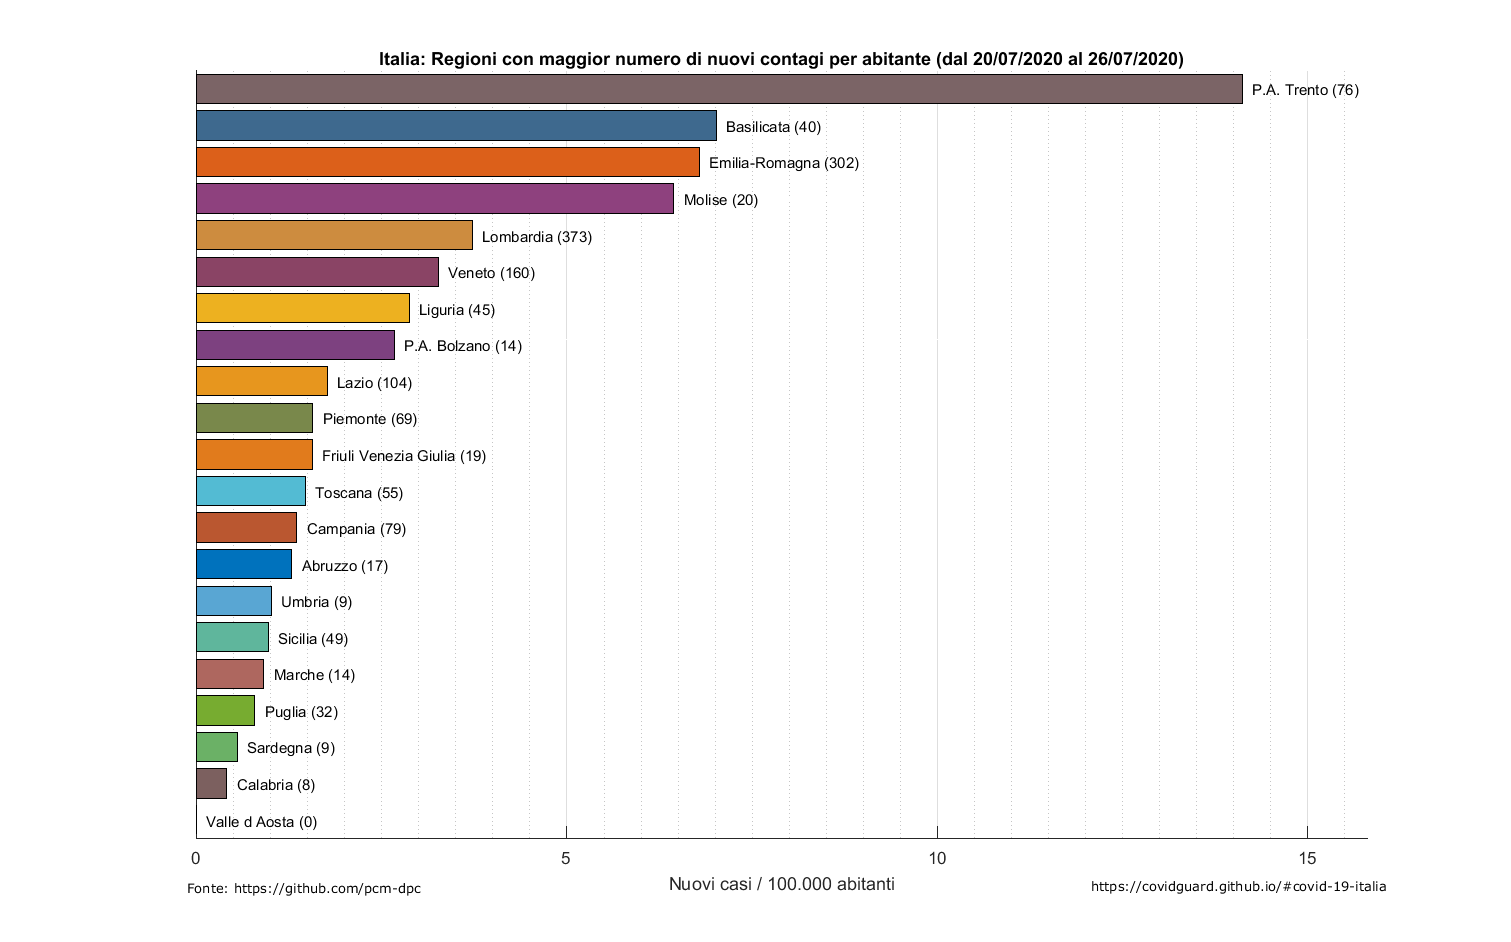 Italia: Regioni con maggior numero di nuovi contagi per abitante (dal 20/07/2020 al 26/07/2020)
P.A. Trento (76)
Basilicata (40)
Emilia-Romagna (302)
Molise (20)
Lombardia (373)
Veneto (160)
Liguria (45)
P.A. Bolzano (14)
Lazio (104)
Piemonte (69)
Friuli Venezia Giulia (19)
Toscana (55)
Campania (79)
Abruzzo (17)
Umbria (9)
Sicilia (49)
Marche (14)
Puglia (32)
Sardegna (9)
Calabria (8)
Valle d Aosta (0)
0 5 10 15
Nuovi casi / 100.000 abitanti
Fonte: https://github.com/pcm-dpc
https://covidguard.github.io/#covid-19-italia